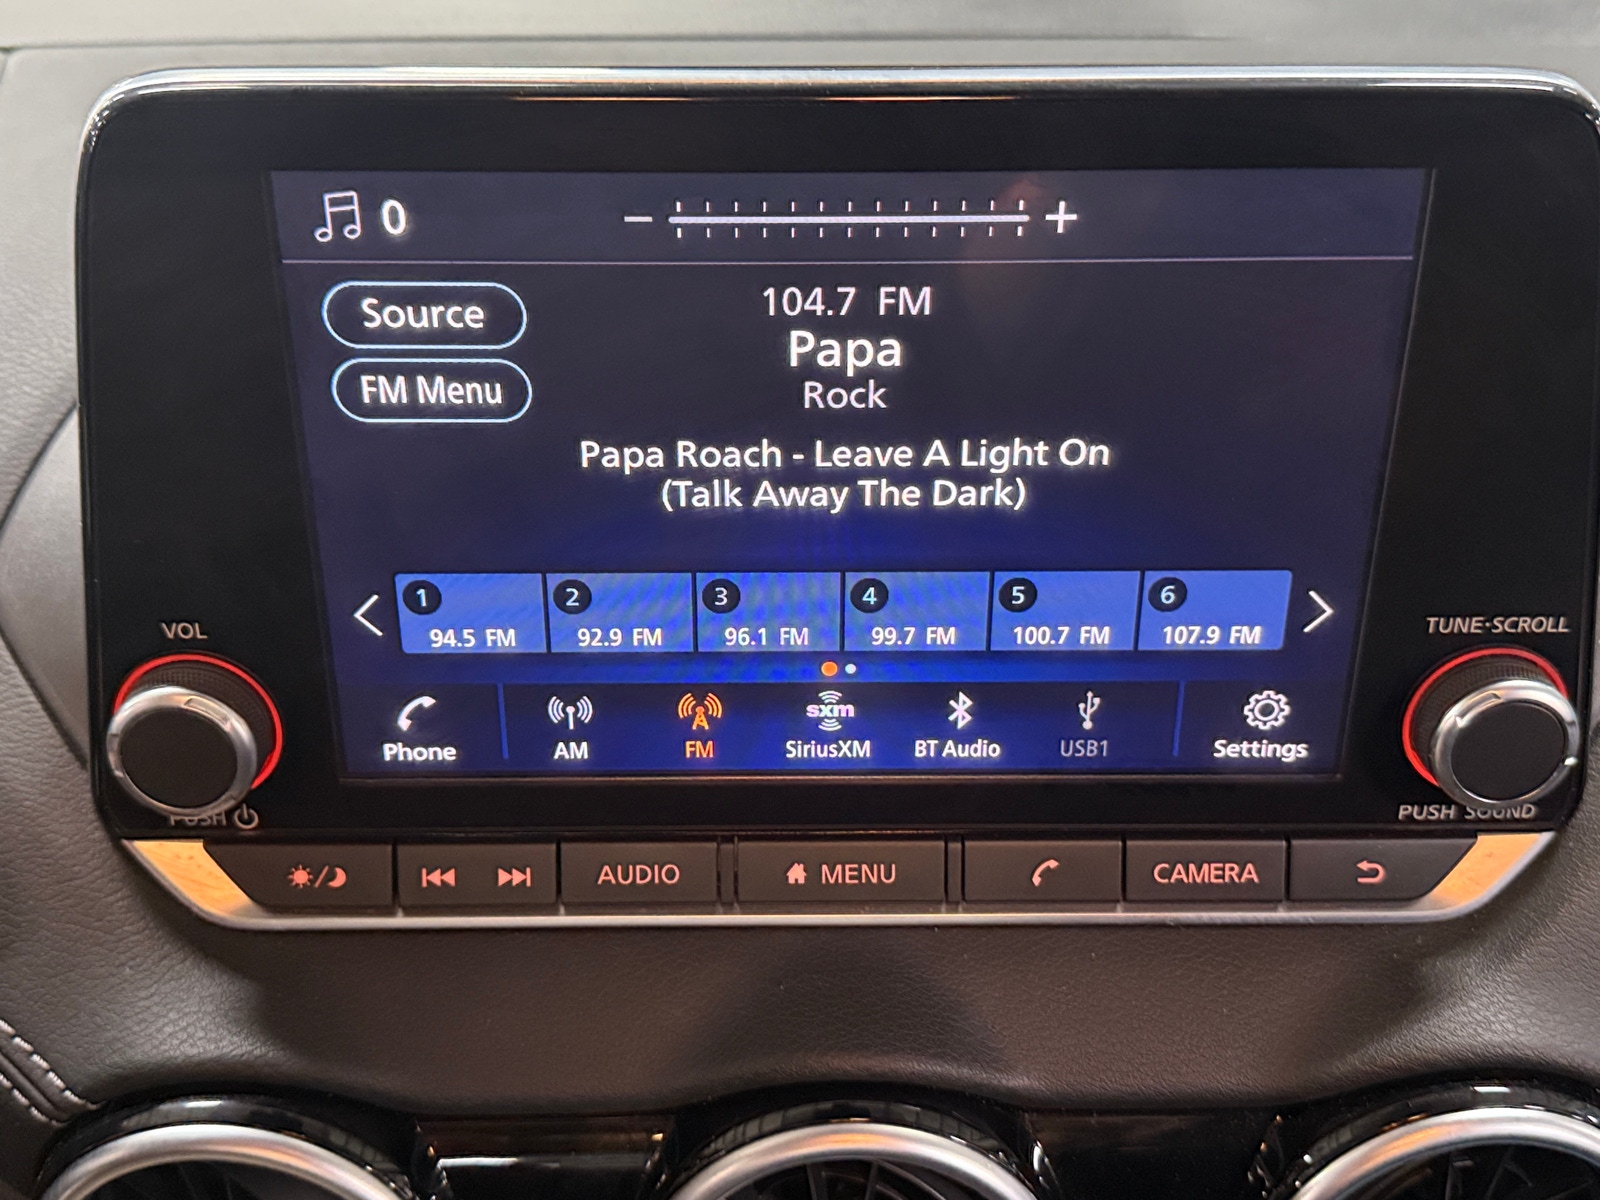 0
Source
104.7 FM
Papa
FM Menu
Rock
Papa Roach - Leave A Light On
(Talk Away The Dark)
1 2 3 4 5 6
94.5 FM 92.9 FM 96.1 FM 99.7 FM 100.7 FM 107.9 FM
VOL
TUNE·SCROLL
sxm
Phone AM FM SiriusXM BT Audio USB1 Settings
PUSH
PUSH SOUND
AUDIO MENU CAMERA